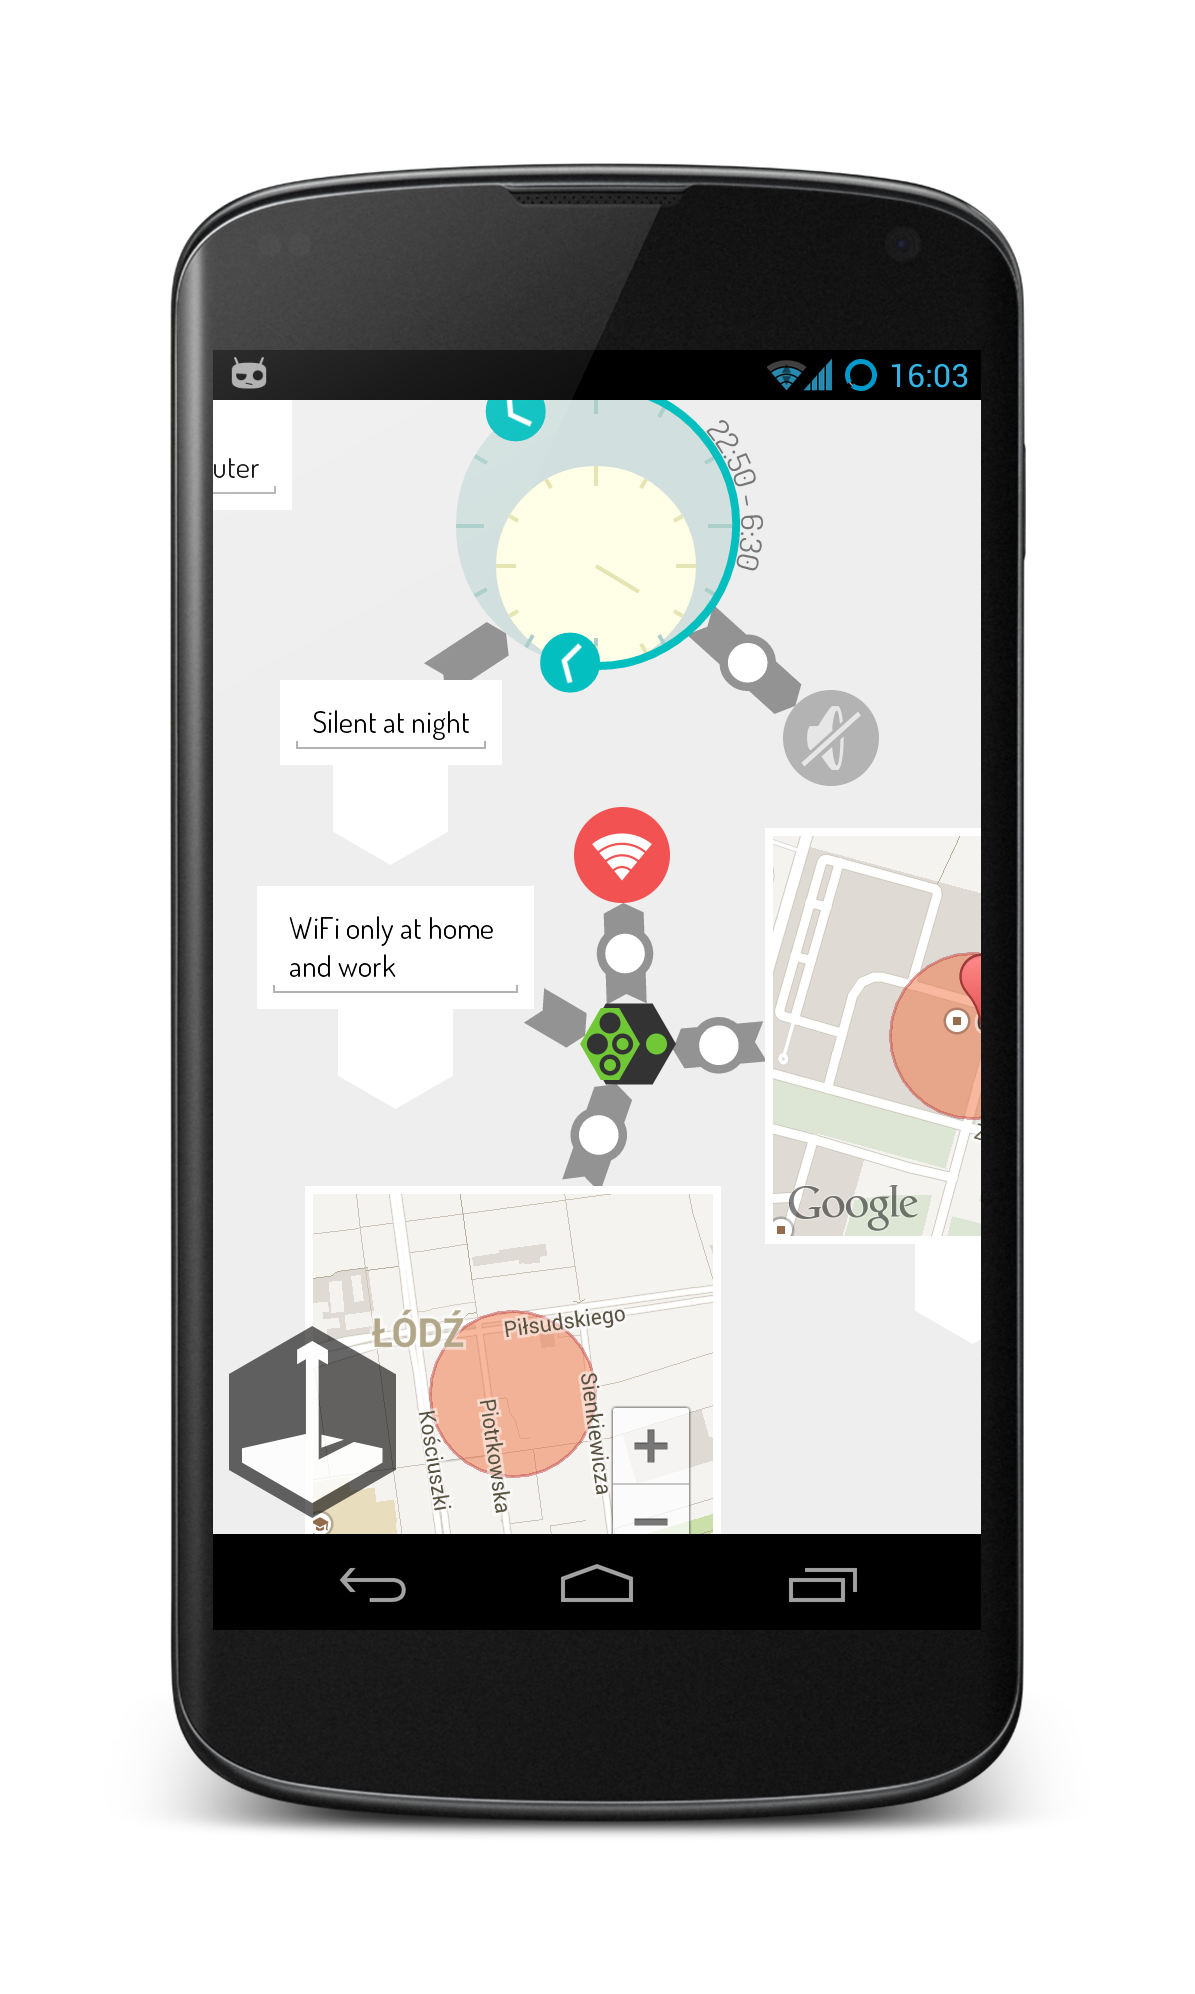 16:03
uter
22:50 - 6:30
Silent at night
WiFi only at home
and work
Google
ŁÓDŹ
Piłsudskiego
Kościuszki
Piotrkowska
Sienkiewicza